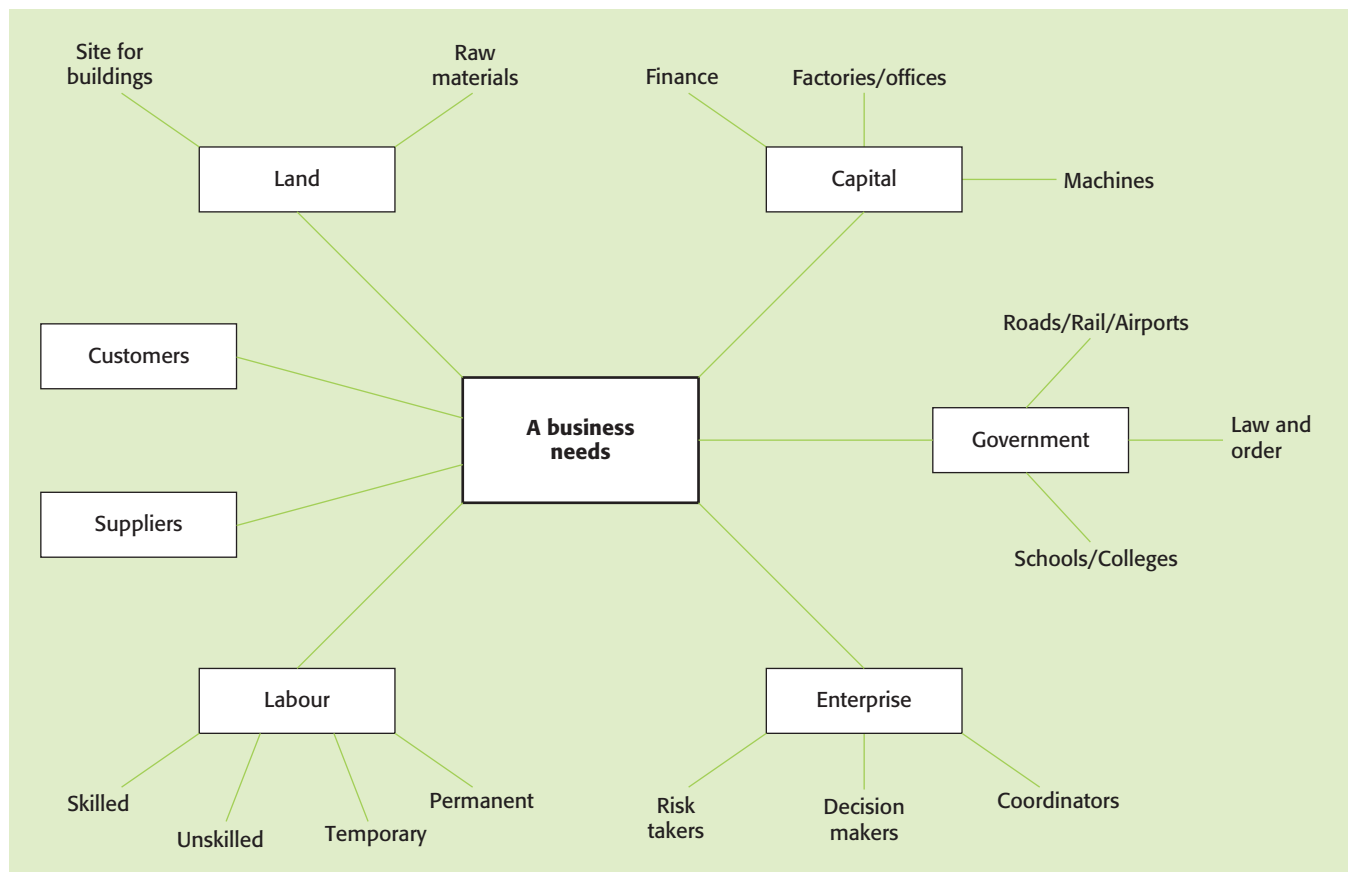 Site for
buildings
Raw
materials
Land
Finance
Factories/offices
Capital
Machines
Customers
Suppliers
A business
needs
Roads/Rail/Airports
Government
Law and
order
Schools/Colleges
Labour
Skilled
Unskilled
Temporary
Permanent
Enterprise
Risk
takers
Decision
makers
Coordinators